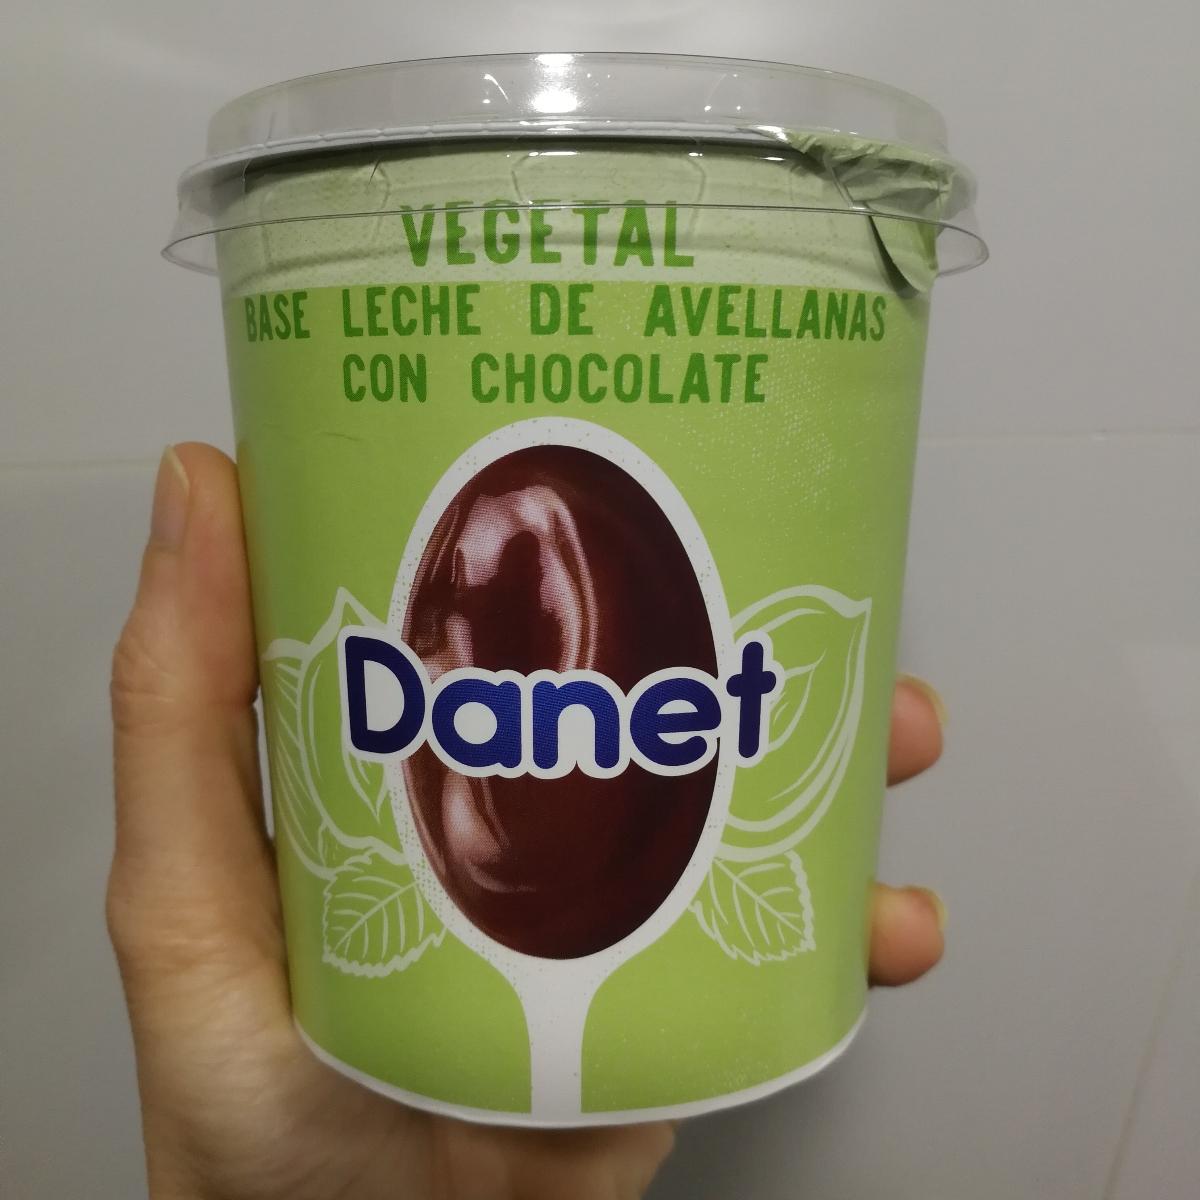 VEGETAL
BASE LECHE DE AVELLANAS
CON CHOCOLATE
Danet